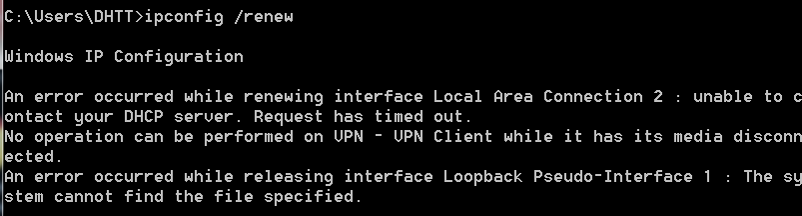 C:\Users\DHTT>ipconfig /renew
Windows IP Configuration
An error occurred while renewing interface Local Area Connection 2 : unable to c
ontact your DHCP server. Request has timed out.
No operation can be performed on VPN - VPN Client while it has its media disconn
ected.
An error occurred while releasing interface Loopback Pseudo-Interface 1 : The sy
stem cannot find the file specified.